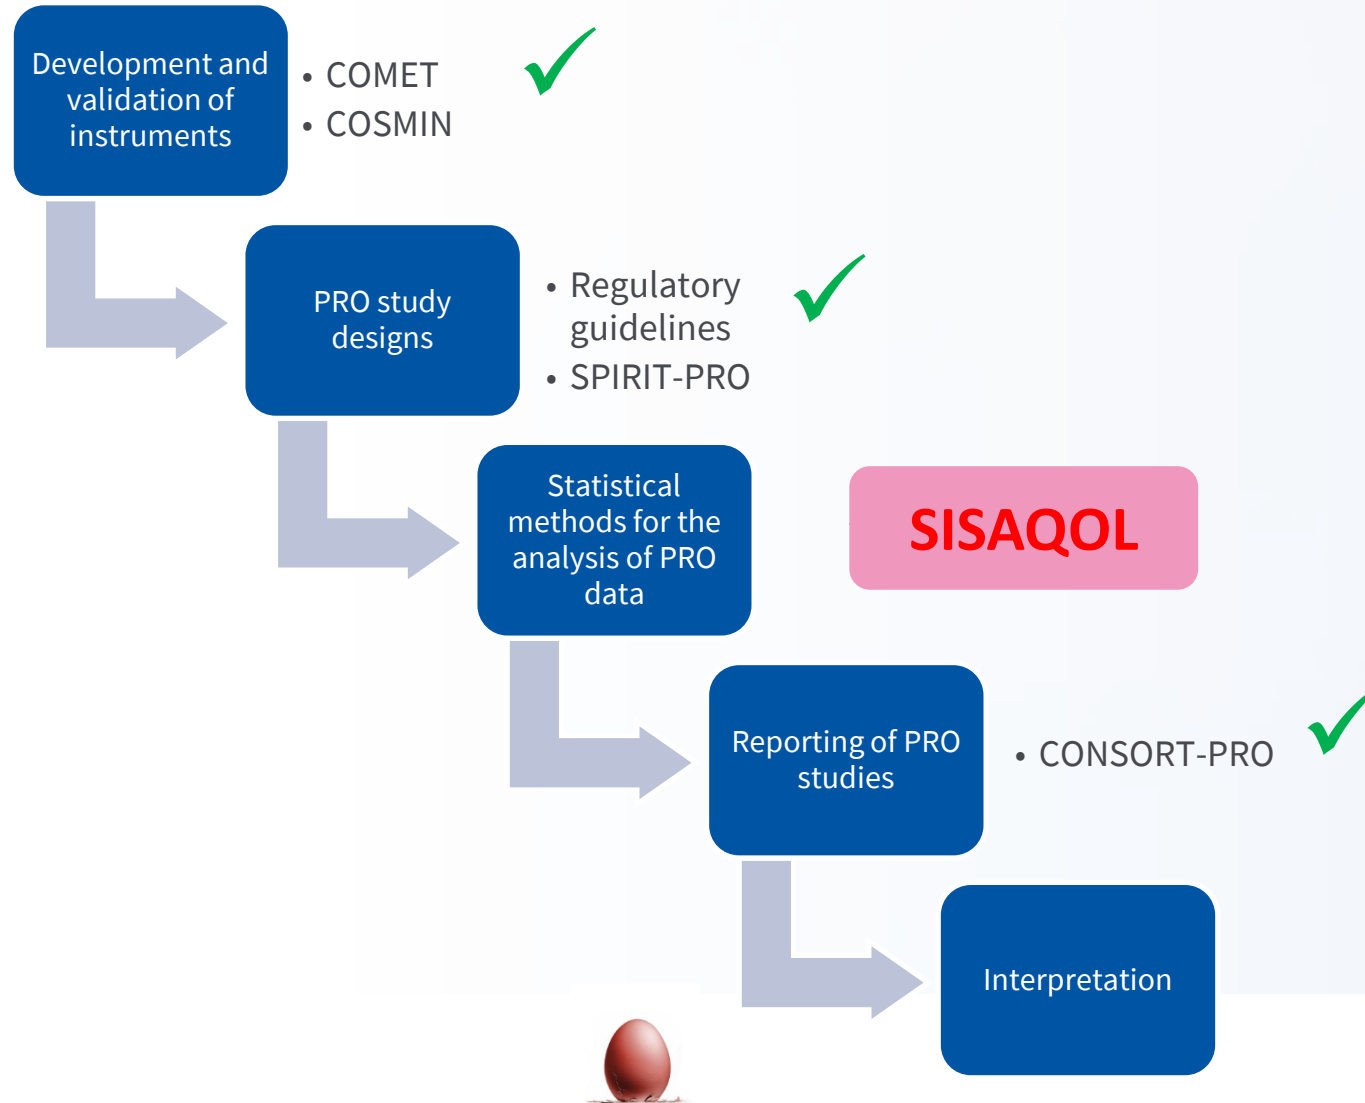 Development and
validation of
instruments
• COMET
• COSMIN
PRO study
designs
• Regulatory
guidelines
• SPIRIT-PRO
Statistical
methods for the
analysis of PRO
data
SISAQOL
Reporting of PRO
studies
• CONSORT-PRO
Interpretation